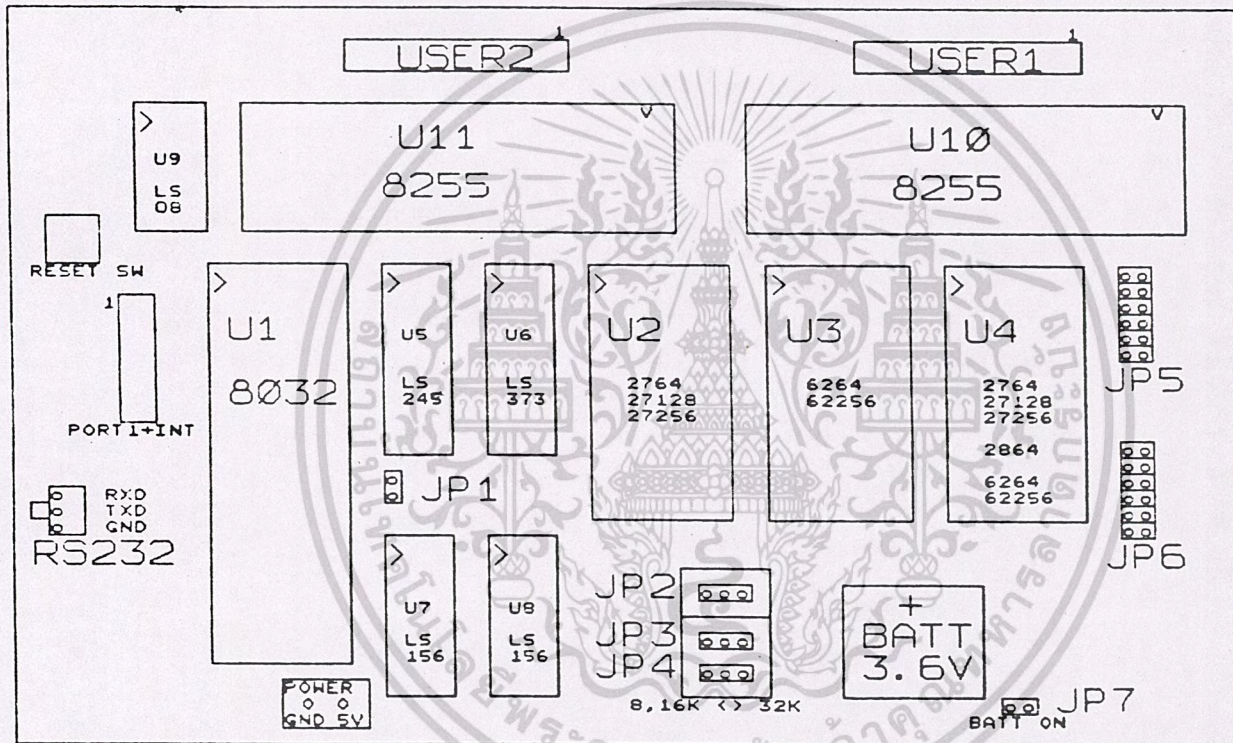 1
USER2
1
USER1
>
U9
LS
08
V
U11
8255
V
U10
8255
RESET SW
1
PORT1+INT
RXD
TXD
GND
RS232
>
U1
8032
>
U5
LS
245
>
U6
LS
373
>
U2
2764
27128
27256
>
U3
6264
62256
>
U4
2764
27128
27256
2864
6264
62256
JP5
JP6
JP1
>
U7
LS
156
>
U8
LS
156
JP2
JP3
JP4
8,16K <> 32K
+
BATT
3.6V
JP7
BATT ON
POWER
GND 5V